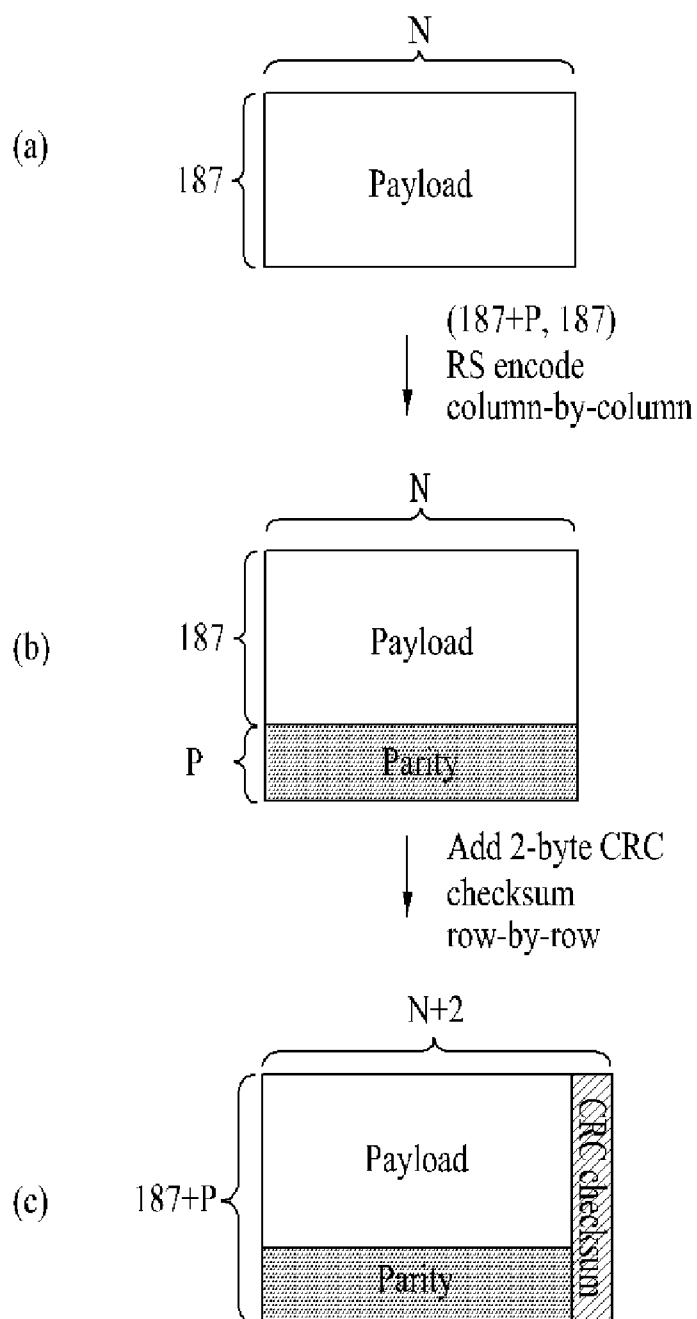 N
(a)
187
Payload
(187+P, 187)
RS encode
column-by-column
N
(b)
187
Payload
P
Parity
Add 2-byte CRC
checksum
row-by-row
N+2
(c)
187+P
Payload
CRC checksum
Parity